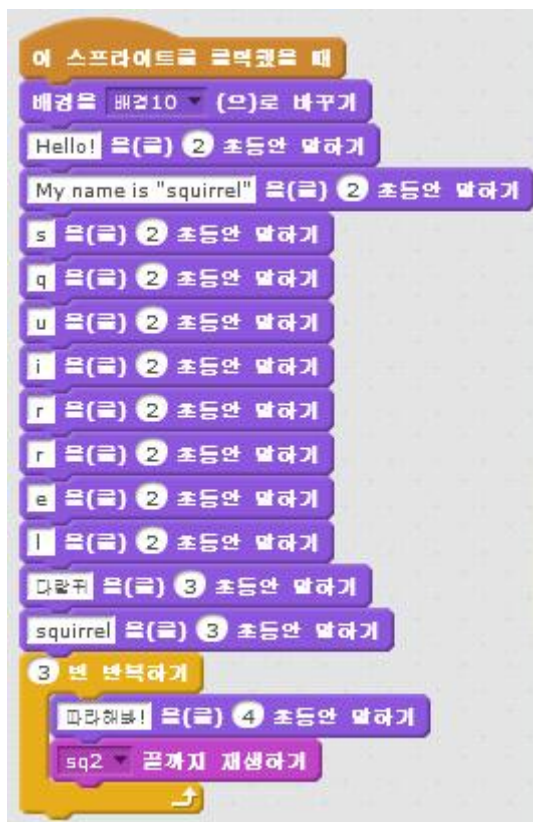 이 스프라이트를 클릭했을 때
배경을 배경10 (으)로 바꾸기
Hello! 을(를) 2 초동안 말하기
My name is "squirrel" 을(를) 2 초동안 말하기
s 을(를) 2 초동안 말하기
q 을(를) 2 초동안 말하기
u 을(를) 2 초동안 말하기
i 을(를) 2 초동안 말하기
r 을(를) 2 초동안 말하기
r 을(를) 2 초동안 말하기
e 을(를) 2 초동안 말하기
l 을(를) 2 초동안 말하기
다람쥐 을(를) 3 초동안 말하기
squirrel 을(를) 3 초동안 말하기
3 번 반복하기
따라해봐! 을(를) 4 초동안 말하기
sq2 끝까지 재생하기